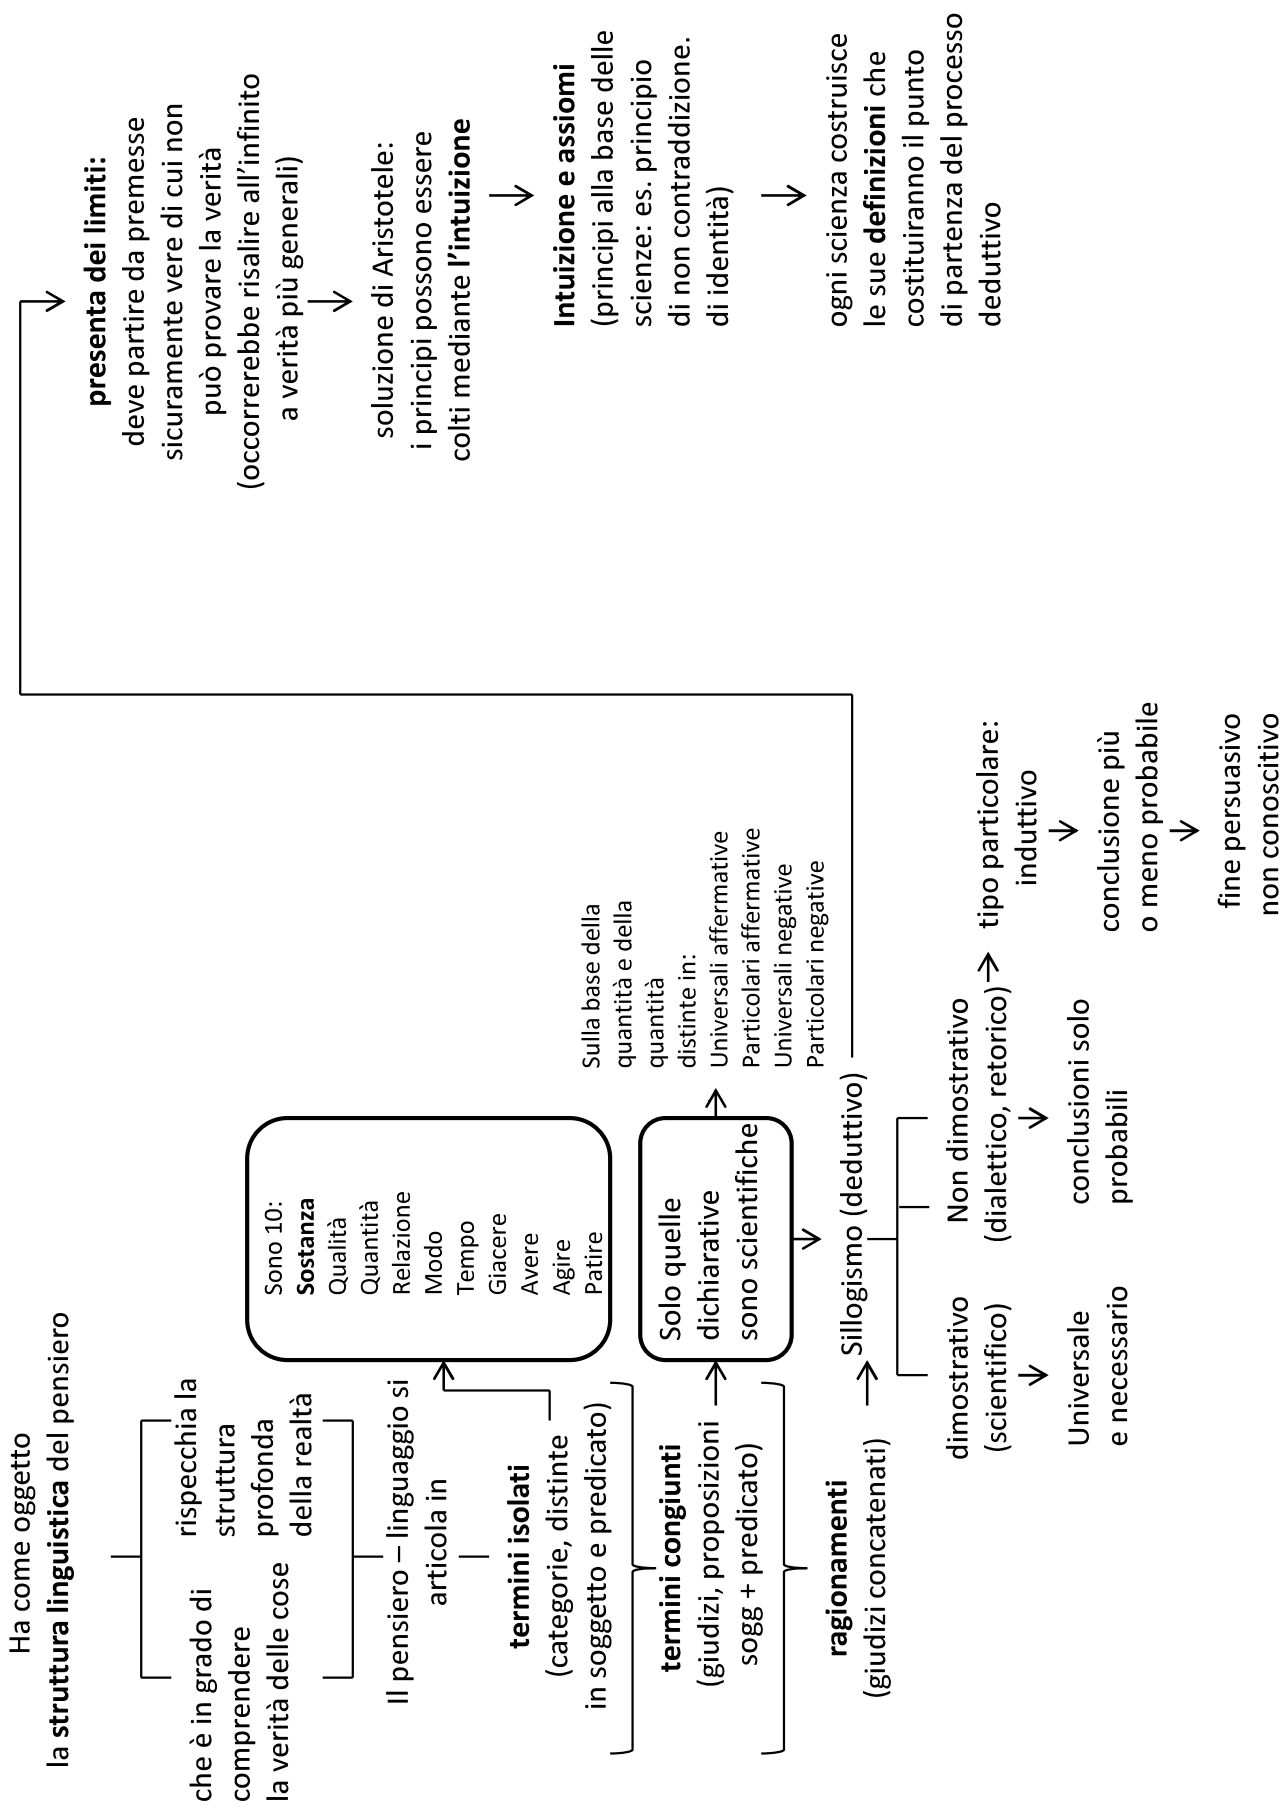 Ha come oggetto
la struttura linguistica del pensiero
che è in grado di
comprendere
la verità delle cose
rispecchia la
struttura
profonda
della realtà
Il pensiero – linguaggio si
articola in
termini isolati
(categorie, distinte
in soggetto e predicato)
Sono 10:
Sostanza
Qualità
Quantità
Relazione
Modo
Tempo
Giacere
Avere
Agire
Patire
termini congiunti
(giudizi, proposizioni
sogg + predicato)
Solo quelle
dichiarative
sono scientifiche
Sulla base della
quantità e della
quantità
distinte in:
Universali affermative
Particolari affermative
Universali negative
Particolari negative
ragionamenti
(giudizi concatenati)
Sillogismo (deduttivo)
dimostrativo
(scientifico)
Universale
e necessario
Non dimostrativo
(dialettico, retorico)
conclusioni solo
probabili
tipo particolare:
induttivo
conclusione più
o meno probabile
fine persuasivo
non conoscitivo
presenta dei limiti:
deve partire da premesse
sicuramente vere di cui non
può provare la verità
(occorrerebbe risalire all'infinito
a verità più generali)
soluzione di Aristotele:
i principi possono essere
colti mediante l'intuizione
Intuizione e assiomi
(principi alla base delle
scienze: es. principio
di non contraddizione.
di identità)
ogni scienza costruisce
le sue definizioni che
costituiranno il punto
di partenza del processo
deduttivo